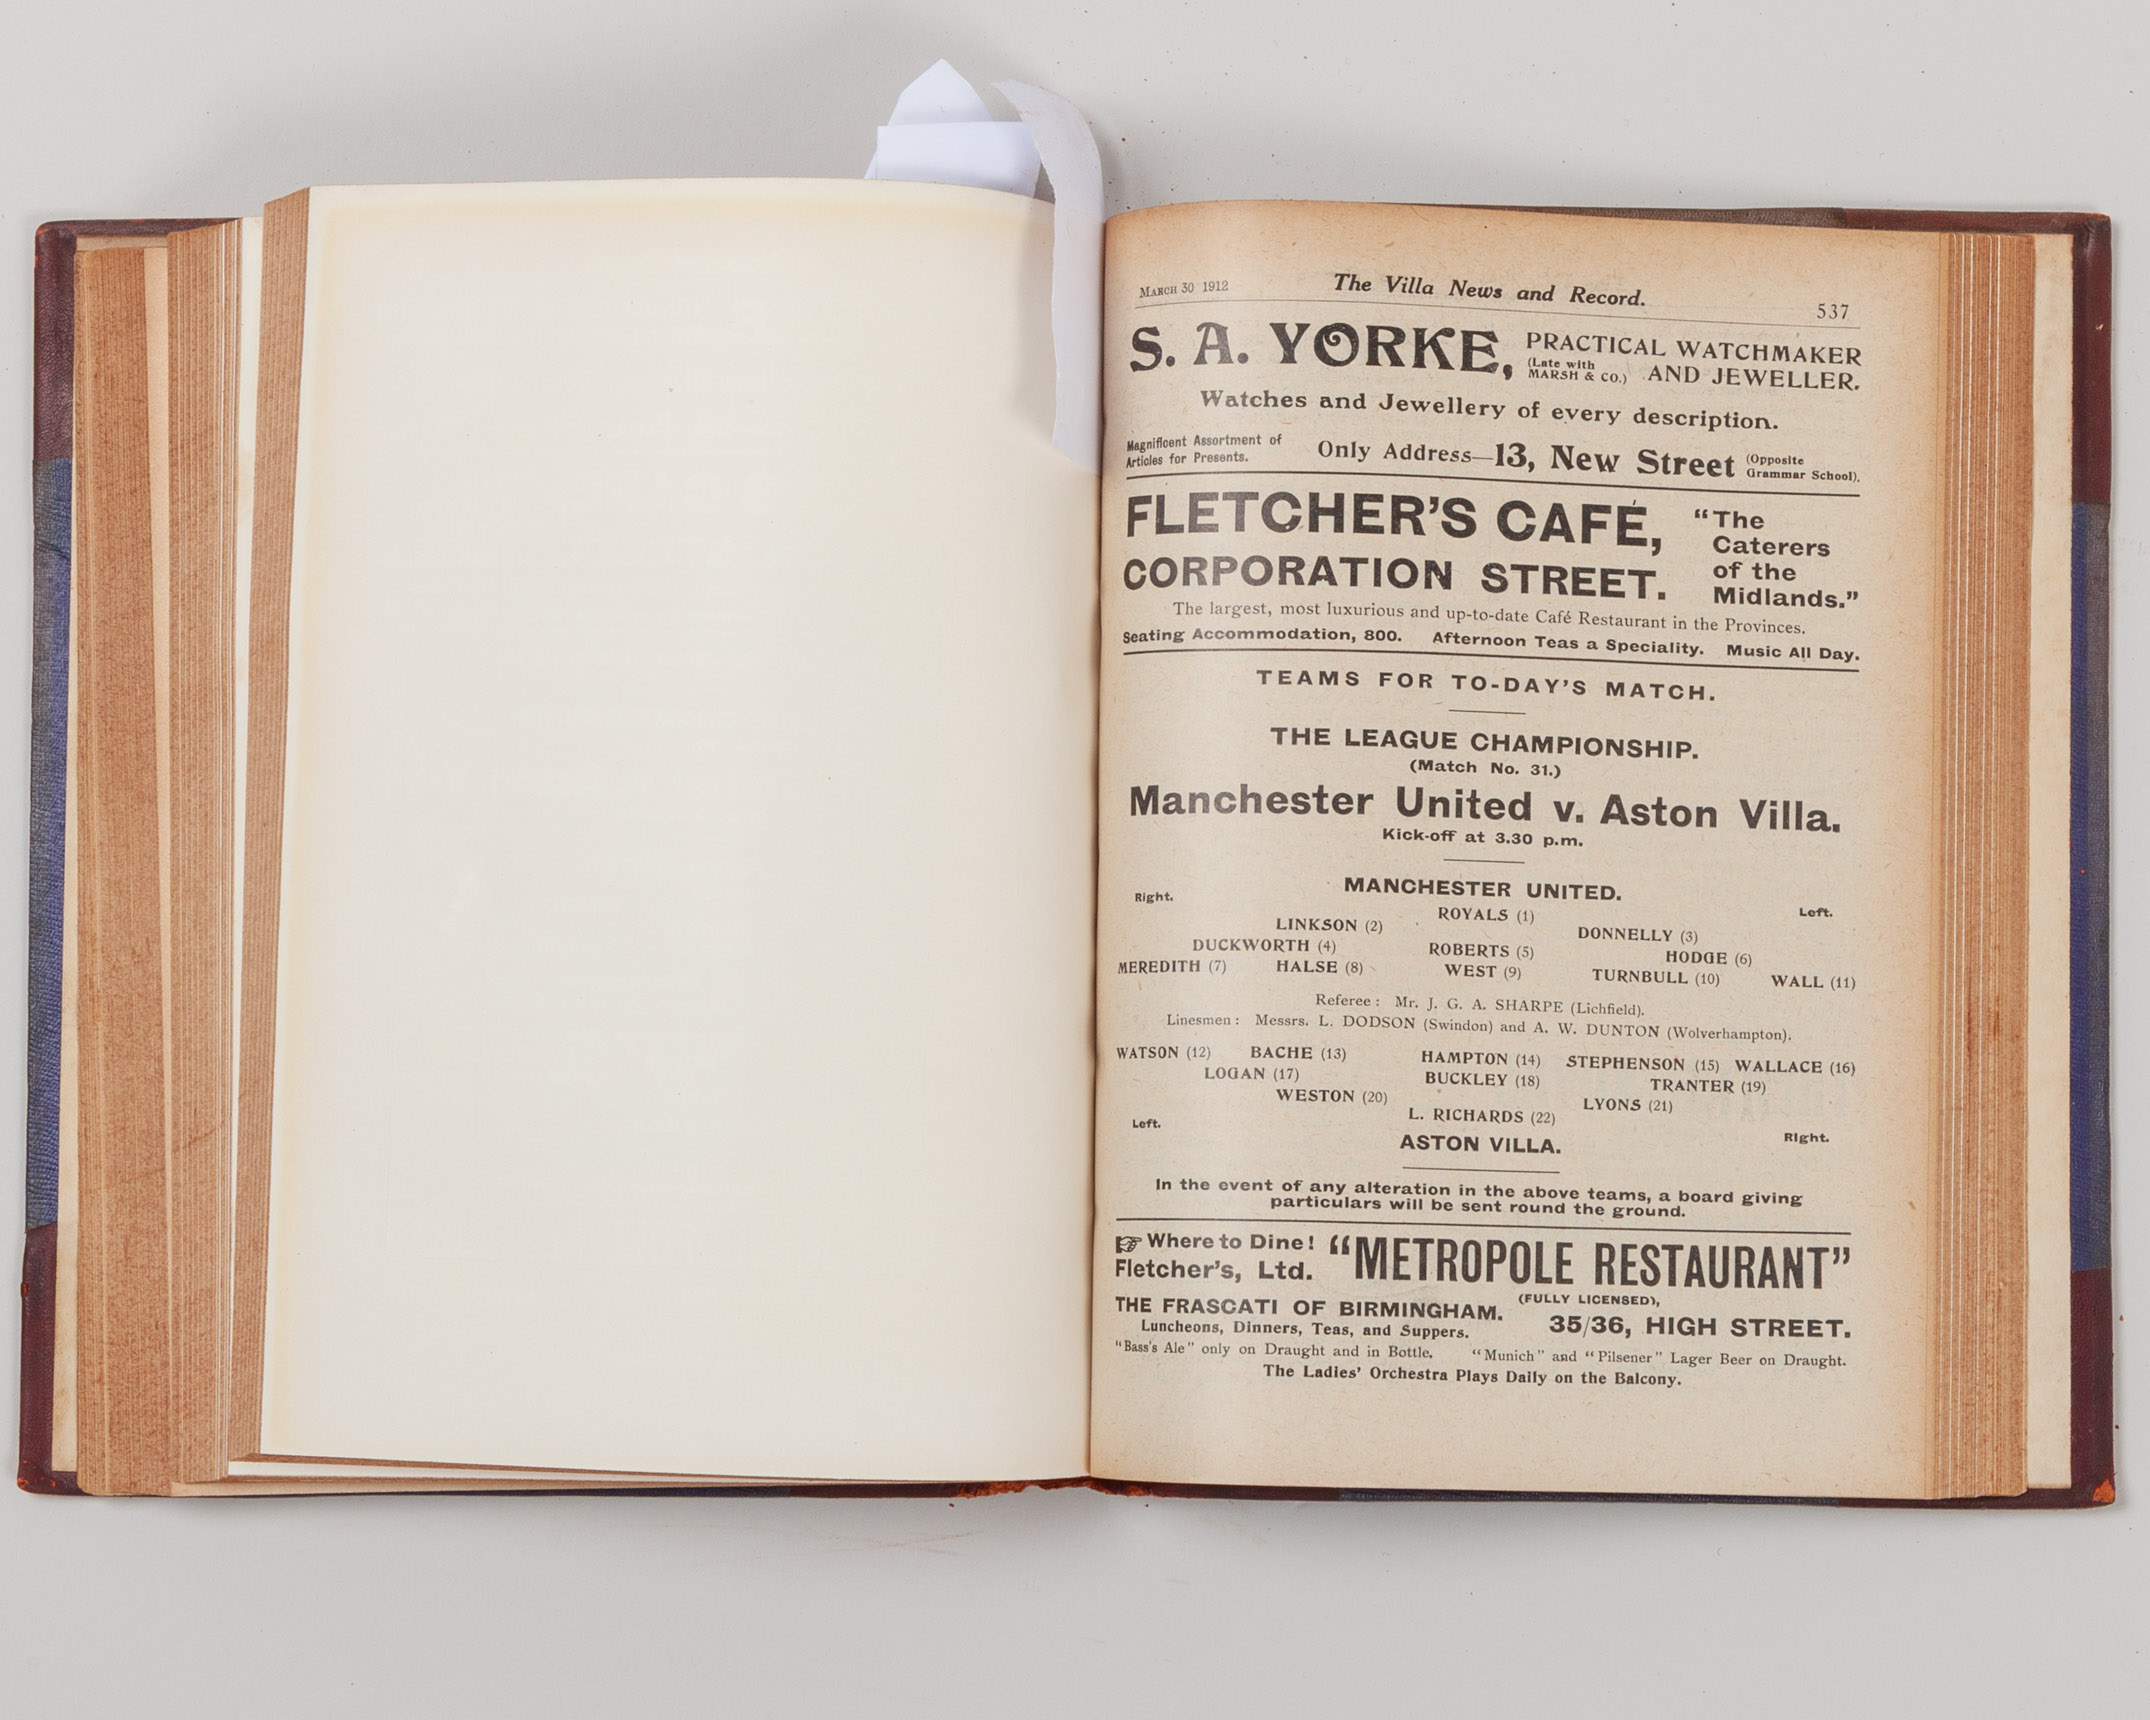 MARCH 30 1912 The Villa News and Record. 537
S. A. YORKE, PRACTICAL WATCHMAKER
(Late with MARSH & CO.) AND JEWELLER.
Watches and Jewellery of every description.
Magnificent Assortment of Articles for Presents. Only Address—13, New Street (Opposite Grammar School).
FLETCHER'S CAFÉ,
CORPORATION STREET.
"The
Caterers
of the
Midlands."
The largest, most luxurious and up-to-date Café Restaurant in the Provinces.
Seating Accommodation, 800. Afternoon Teas a Speciality. Music All Day.
TEAMS FOR TO-DAY'S MATCH.
THE LEAGUE CHAMPIONSHIP.
(Match No. 31.)
Manchester United v. Aston Villa.
Kick-off at 3.30 p.m.
MANCHESTER UNITED.
Right. Left.
ROYALS (1)
LINKSON (2) DONNELLY (3)
DUCKWORTH (4) ROBERTS (5) HODGE (6)
MEREDITH (7) HALSE (8) WEST (9) TURNBULL (10) WALL (11)
Referee : Mr. J. G. A. SHARPE (Lichfield).
Linesmen : Messrs. L. DODSON (Swindon) and A. W. DUNTON (Wolverhampton).
WATSON (12) BACHE (13) HAMPTON (14) STEPHENSON (15) WALLACE (16)
LOGAN (17) BUCKLEY (18) TRANTER (19)
WESTON (20) LYONS (21)
L. RICHARDS (22)
Left. Right.
ASTON VILLA.
In the event of any alteration in the above teams, a board giving
particulars will be sent round the ground.
Where to Dine! "METROPOLE RESTAURANT"
Fletcher's, Ltd.
(FULLY LICENSED),
THE FRASCATI OF BIRMINGHAM. 35/36, HIGH STREET.
Luncheons, Dinners, Teas, and Suppers.
"Bass's Ale" only on Draught and in Bottle. "Munich" and "Pilsener" Lager Beer on Draught.
The Ladies' Orchestra Plays Daily on the Balcony.